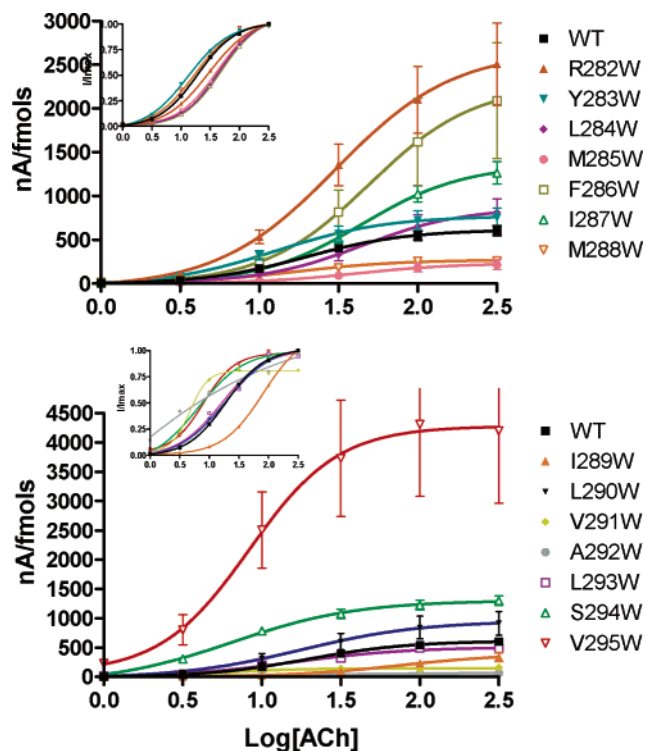 3000
2500
2000
1500
1000
500
0
nA/fmols
0.0 0.5 1.0 1.5 2.0 2.5
1.00
0.75
0.50
0.25
0.00
I/Imax
0.0 0.5 1.0 1.5 2.0 2.5
WT
R282W
Y283W
L284W
M285W
F286W
I287W
M288W
4500
4000
3500
3000
2500
2000
1500
1000
500
0
nA/fmols
0.0 0.5 1.0 1.5 2.0 2.5
Log[ACh]
1.00
0.75
0.50
0.25
0.00
I/Imax
0.0 0.5 1.0 1.5 2.0 2.5
WT
I289W
L290W
V291W
A292W
L293W
S294W
V295W